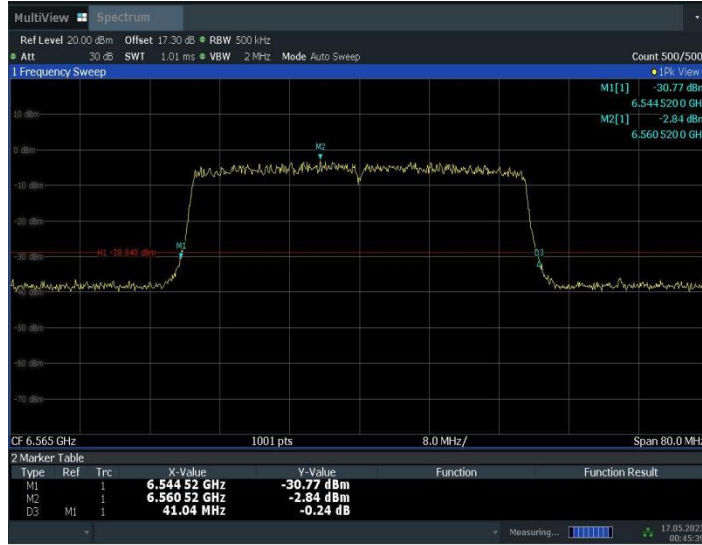 MultiView Spectrum
Ref Level 20.00 dBm Offset 17.30 dB RBW 500 kHz
Att 30 dB SWT 1.01 ms VBW 2 MHz Mode Auto Sweep Count 500/500
1 Frequency Sweep 1Pk View
M1[1] -30.77 dBm
6.544 520 0 GH
M2[1] -2.84 dBm
6.560 520 0 GH
10 dBm
0 dBm
M2
-10 dBm
-20 dBm
M1
H1 -28.840 dBm
D3
-30 dBm
-40 dBm
-50 dBm
-60 dBm
-70 dBm
CF 6.565 GHz 1001 pts 8.0 MHz/ Span 80.0 MHz
2 Marker Table
Type Ref Trc X-Value Y-Value Function Function Result
M1 1 6.544 52 GHz -30.77 dBm
M2 1 6.560 52 GHz -2.84 dBm
D3 M1 1 41.04 MHz -0.24 dB
Measuring... 17.05.2023
00:45:39